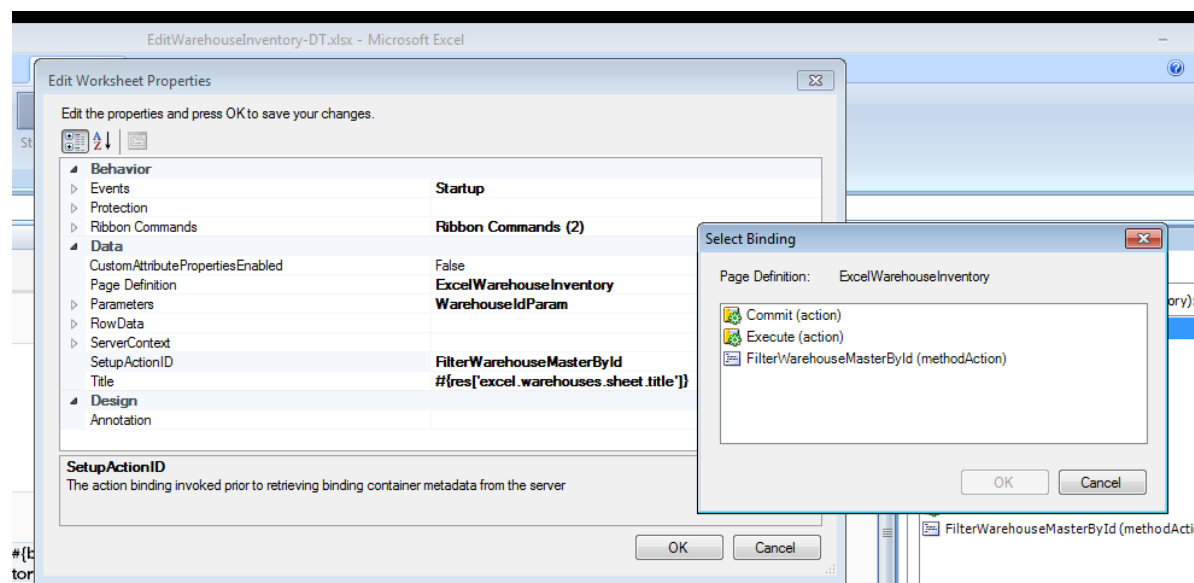 EditWarehouseInventory-DT.xlsx - Microsoft Excel
Edit Worksheet Properties
Edit the properties and press OK to save your changes.
St
Behavior
Events Startup
Protection
Ribbon Commands Ribbon Commands (2)
Data
CustomAttributePropertiesEnabled False
Page Definition ExcelWarehouseInventory
Parameters WarehouseIdParam
RowData
ServerContext
SetupActionID FilterWarehouseMasterById
Title #{res['excel.warehouses.sheet.title']}
Design
Annotation
SetupActionID
The action binding invoked prior to retrieving binding container metadata from the server
OK Cancel
Select Binding
Page Definition: ExcelWarehouseInventory
Commit (action)
Execute (action)
FilterWarehouseMasterById (methodAction)
OK Cancel
ory):
FilterWarehouseMasterById (methodActi
#{b
tor